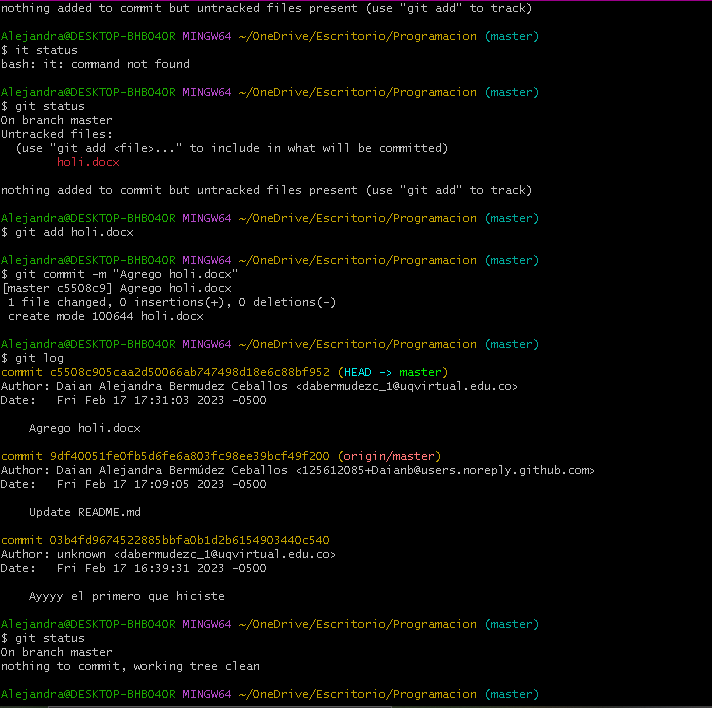 nothing added to commit but untracked files present (use "git add" to track)
Alejandra@DESKTOP-BHBO4OR MINGW64 ~/OneDrive/Escritorio/Programacion (master)
$ it status
bash: it: command not found
Alejandra@DESKTOP-BHBO4OR MINGW64 ~/OneDrive/Escritorio/Programacion (master)
$ git status
On branch master
Untracked files:
  (use "git add <file>..." to include in what will be committed)
        holi.docx
nothing added to commit but untracked files present (use "git add" to track)
Alejandra@DESKTOP-BHBO4OR MINGW64 ~/OneDrive/Escritorio/Programacion (master)
$ git add holi.docx
Alejandra@DESKTOP-BHBO4OR MINGW64 ~/OneDrive/Escritorio/Programacion (master)
$ git commit -m "Agrego holi.docx"
[master c5508c9] Agrego holi.docx
 1 file changed, 0 insertions(+), 0 deletions(-)
 create mode 100644 holi.docx
Alejandra@DESKTOP-BHBO4OR MINGW64 ~/OneDrive/Escritorio/Programacion (master)
$ git log
commit c5508c905caa2d50066ab747498d18e6c88bf952 (HEAD -> master)
Author: Daian Alejandra Bermudez Ceballos <dabermudezc_1@uqvirtual.edu.co>
Date:   Fri Feb 17 17:31:03 2023 -0500
    Agrego holi.docx
commit 9df40051fe0fb5d6fe6a803fc98ee39bcf49f200 (origin/master)
Author: Daian Alejandra Bermúdez Ceballos <125612085+Daianb@users.noreply.github.com>
Date:   Fri Feb 17 17:09:05 2023 -0500
    Update README.md
commit 03b4fd9674522885bbfa0b1d2b6154903440c540
Author: unknown <dabermudezc_1@uqvirtual.edu.co>
Date:   Fri Feb 17 16:39:31 2023 -0500
    Ayyyy el primero que hiciste
Alejandra@DESKTOP-BHBO4OR MINGW64 ~/OneDrive/Escritorio/Programacion (master)
$ git status
On branch master
nothing to commit, working tree clean
Alejandra@DESKTOP-BHBO4OR MINGW64 ~/OneDrive/Escritorio/Programacion (master)